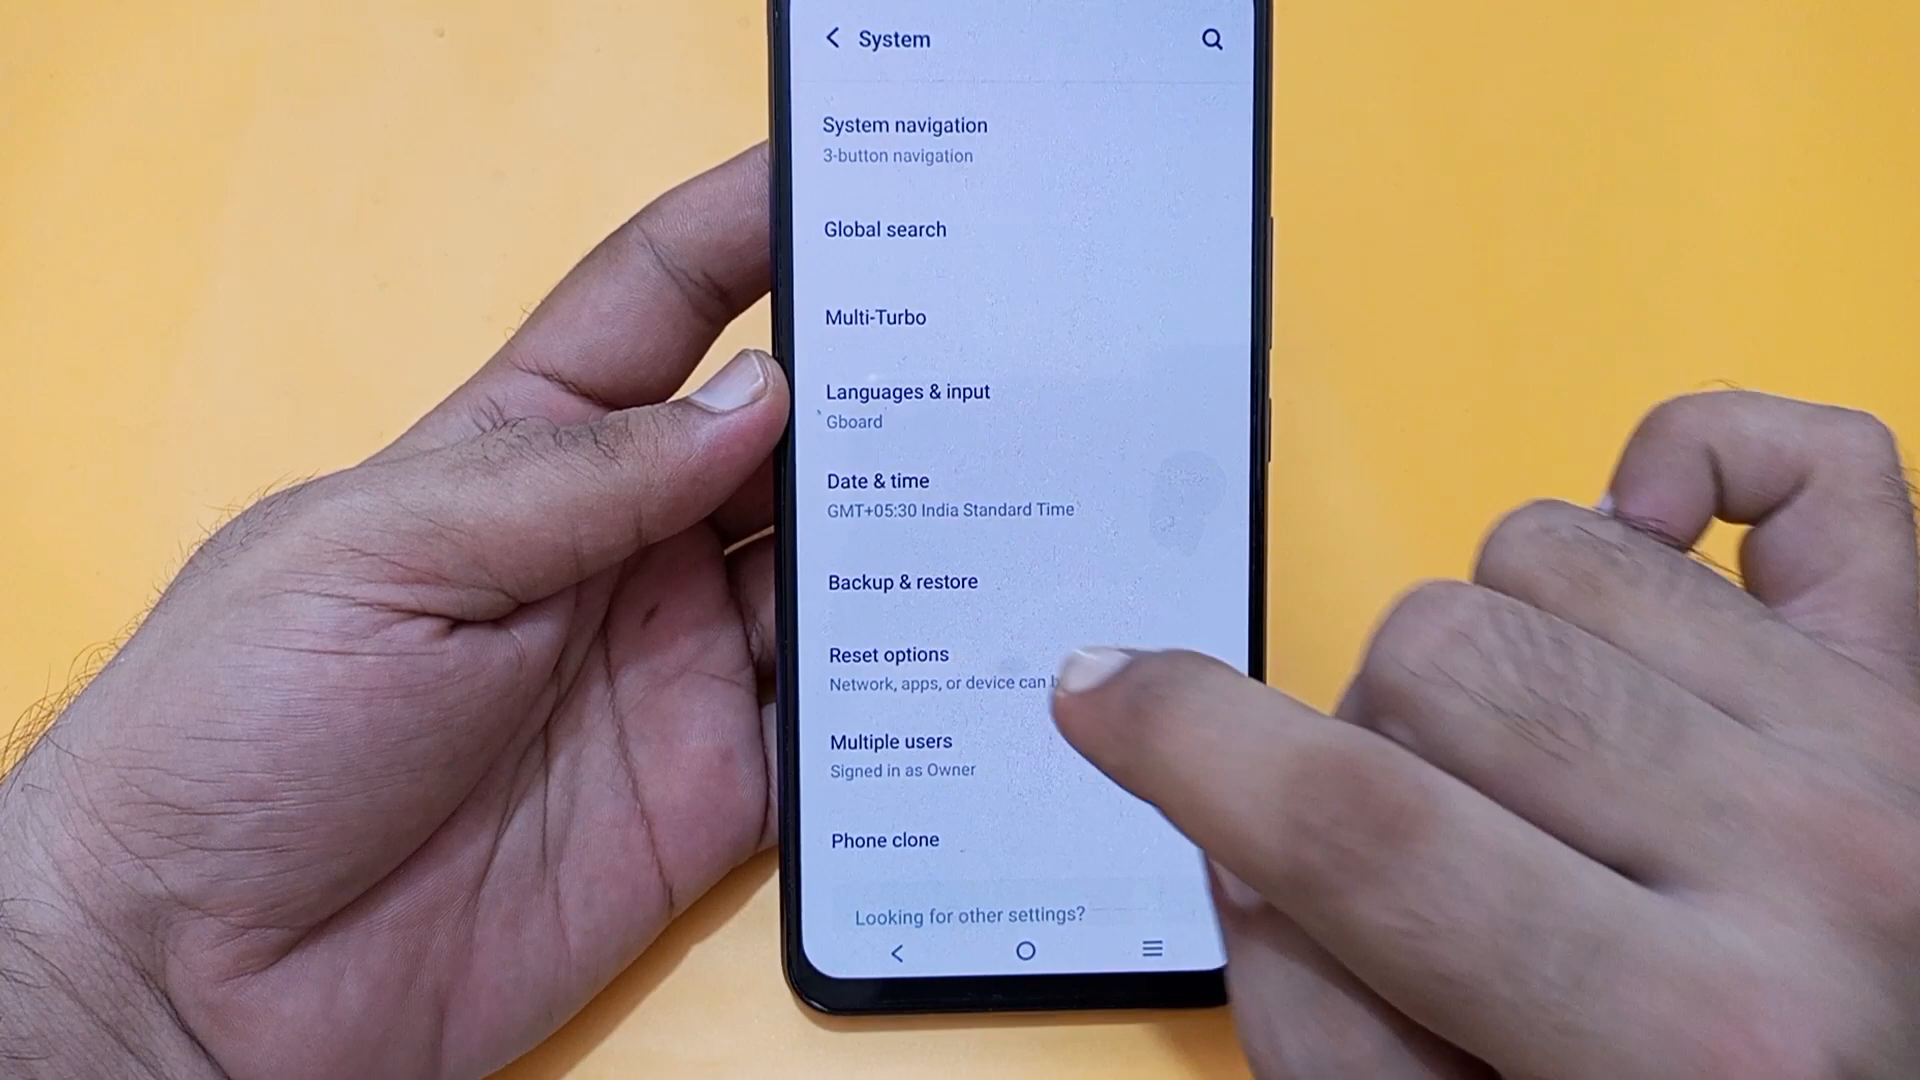 System
System navigation
3-button navigation
Global search
Multi-Turbo
Languages & input
Gboard
Date & time
GMT+05:30 India Standard Time
Backup & restore
Reset options
Network, apps, or device can
Multiple users
Signed in as Owner
Phone clone
Looking for other settings?